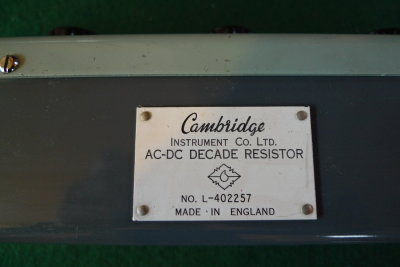 Cambridge
INSTRUMENT CO. LTD.
AC-DC DECADE RESISTOR
NO. L-402257
MADE IN ENGLAND